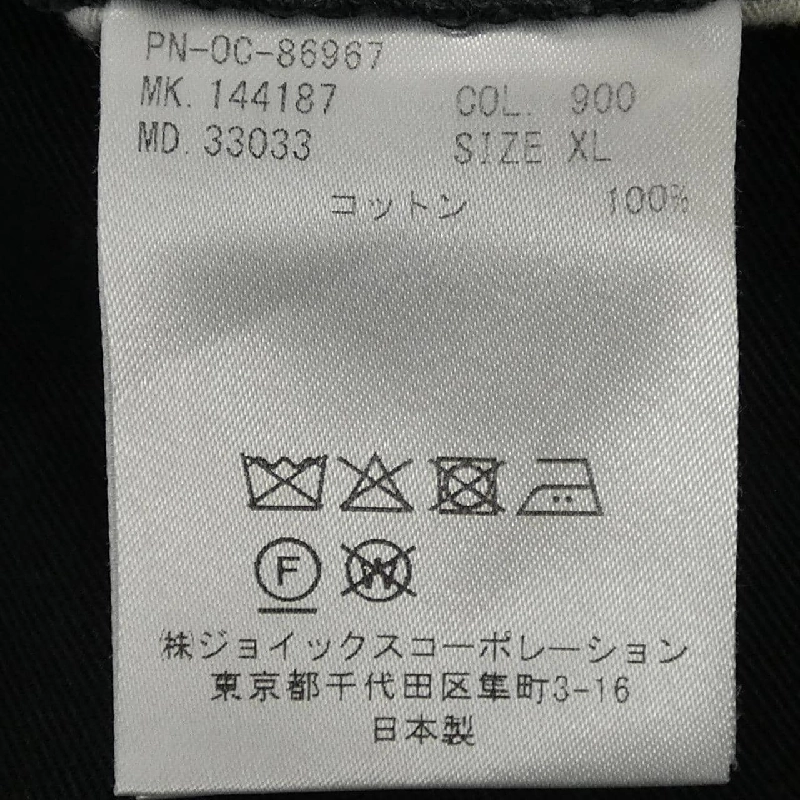 PN-OC-86967
MK. 144187 COL. 900
MD. 33033 SIZE XL
コットン 100%
F W
㈱ジョイックスコーポレーション
東京都千代田区隼町3-16
日本製